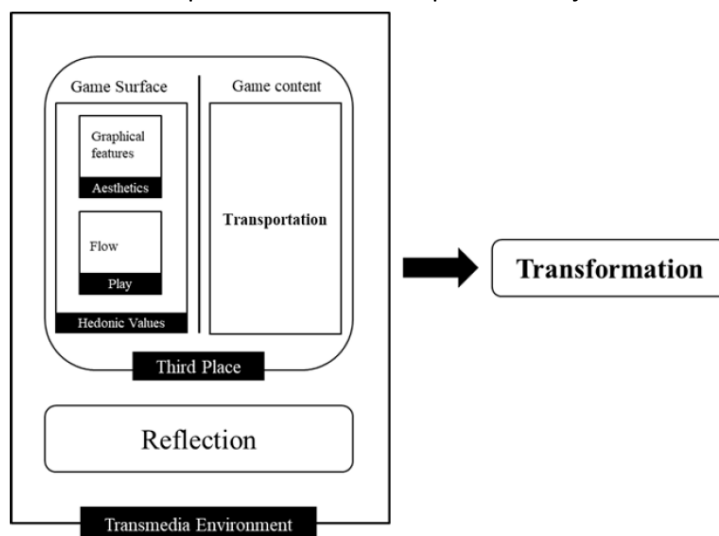 Game Surface
Game content
Graphical
features
Aesthetics
Flow
Play
Hedonic Values
Transportation
Third Place
Reflection
Transmedia Environment
Transformation